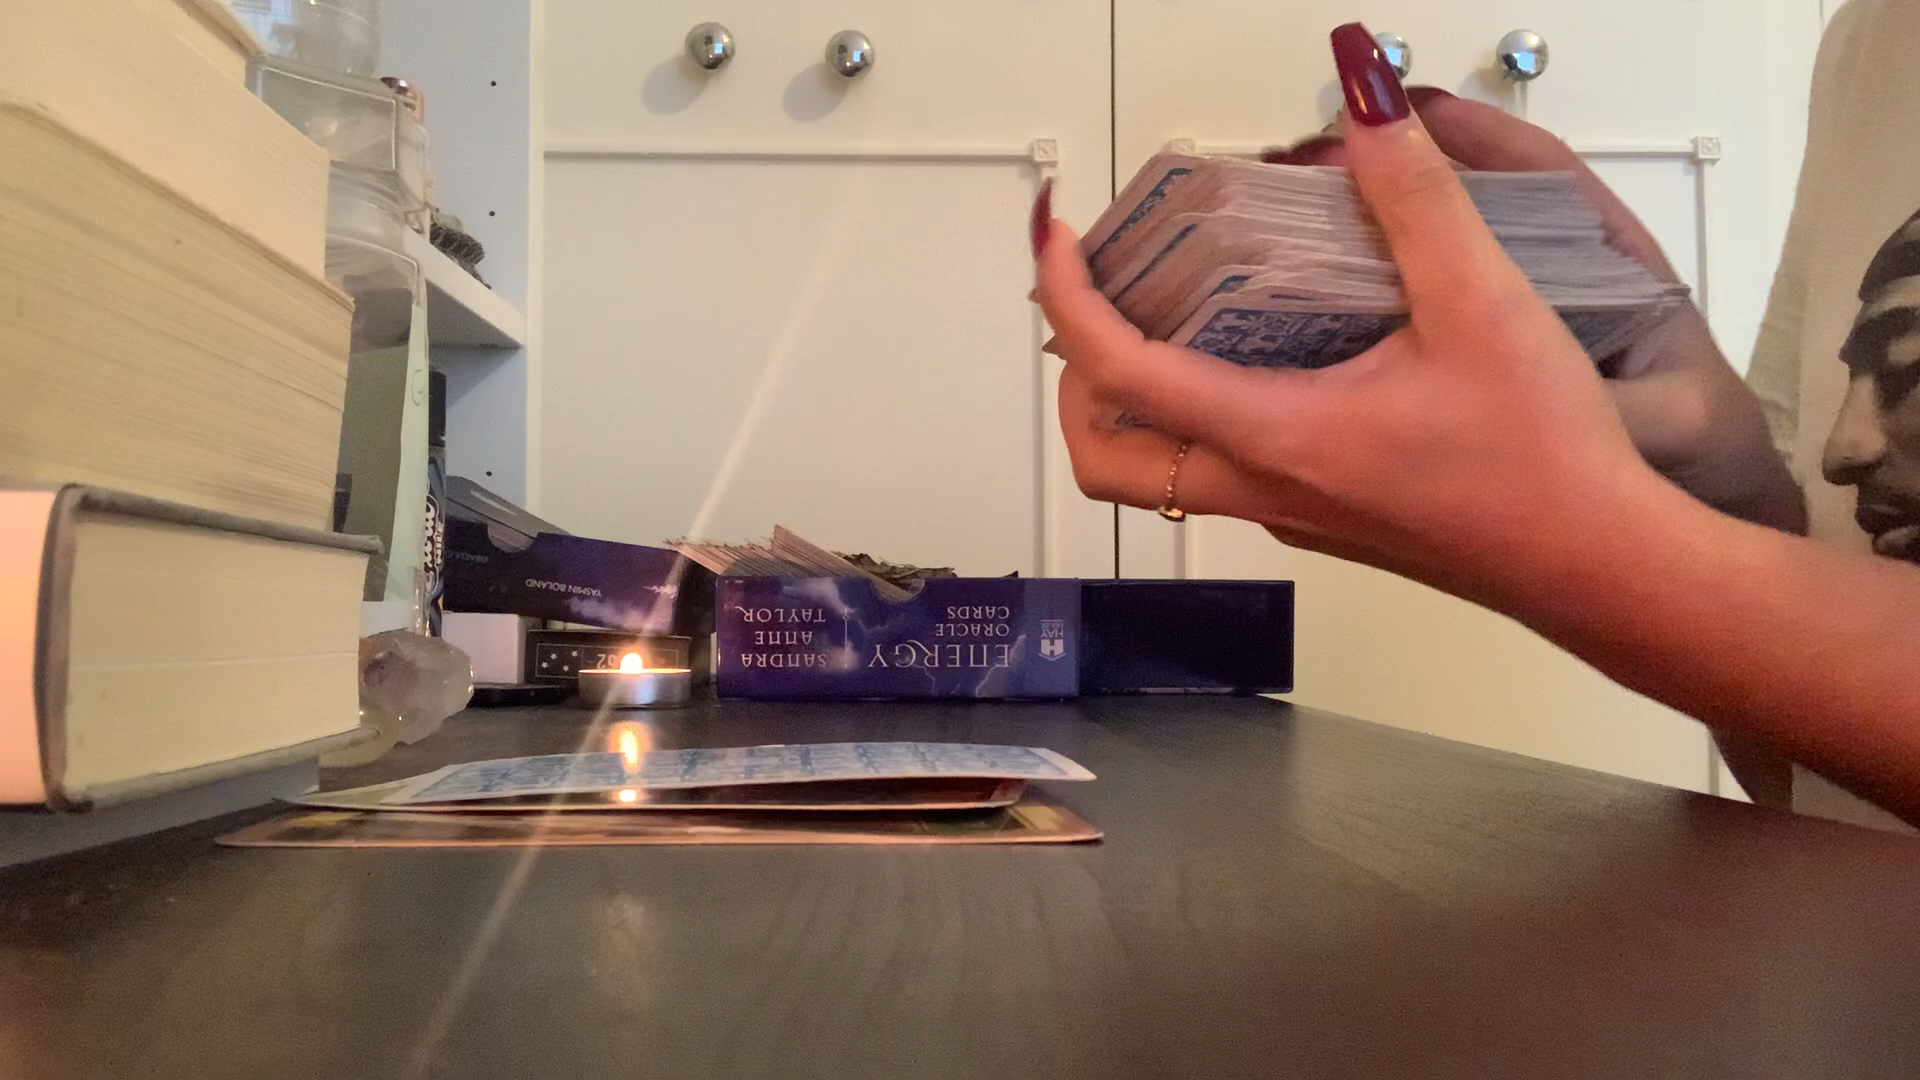 YASMIN BOLAND
SANDRA
ANNE
TAYLOR
ENERGY
ORACLE
CARDS
HAY